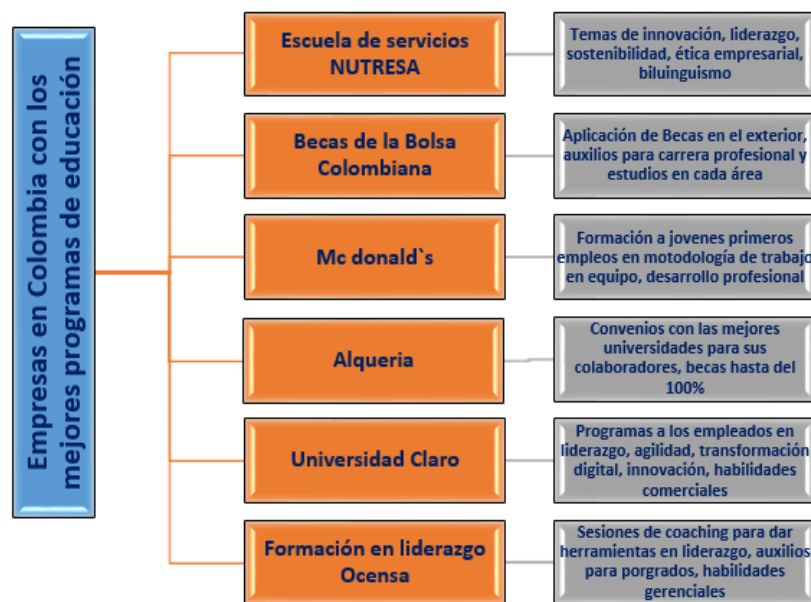 Empresas en Colombia con los
mejores programas de educación
Escuela de servicios
NUTRESA
Temas de innovación, liderazgo,
sostenibilidad, ética empresarial,
biluinguismo
Becas de la Bolsa
Colombiana
Aplicación de Becas en el exterior,
auxilios para carrera profesional y
estudios en cada área
Mc donald`s
Formación a jovenes primeros
empleos en motodología de trabajo
en equipo, desarrollo profesional
Alqueria
Convenios con las mejores
universidades para sus
colaboradores, becas hasta del
100%
Universidad Claro
Programas a los empleados en
liderazgo, agilidad, transformación
digital, innovación, habilidades
comerciales
Formación en liderazgo
Ocensa
Sesiones de coaching para dar
herramientas en liderazgo, auxilios
para porgrados, habilidades
gerenciales